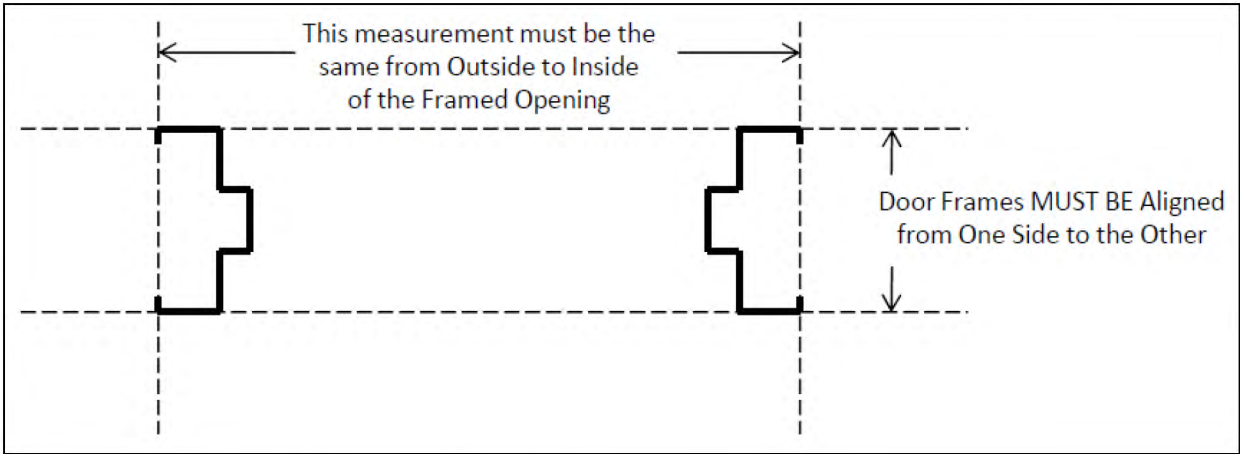 This measurement must be the
same from Outside to Inside
of the Framed Opening
Door Frames MUST BE Aligned
from One Side to the Other